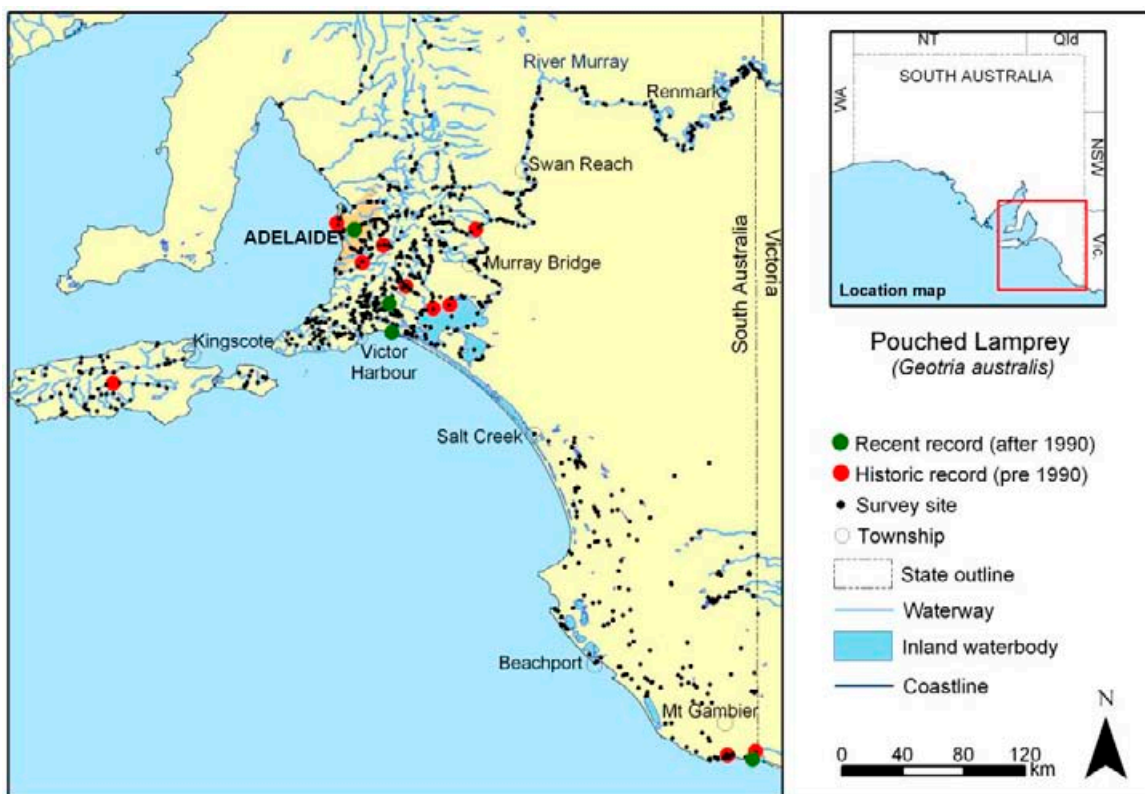 River Murray
Renmark
Swan Reach
ADELAIDE
Murray Bridge
South Australia
Victoria
Kingscote
Victor
Harbour
Salt Creek
Beachport
Mt Gambier
NT
Qld
SOUTH AUSTRALIA
WA
NSW
Vic.
Location map
Pouched Lamprey
(Geotria australis)
Recent record (after 1990)
Historic record (pre 1990)
Survey site
Township
State outline
Waterway
Inland waterbody
Coastline
N
0 40 80 120
km